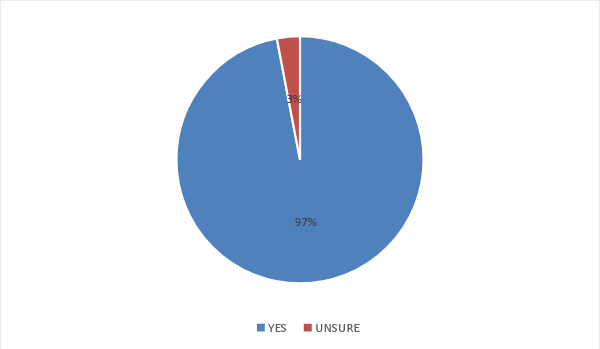 3%
97%
YES UNSURE